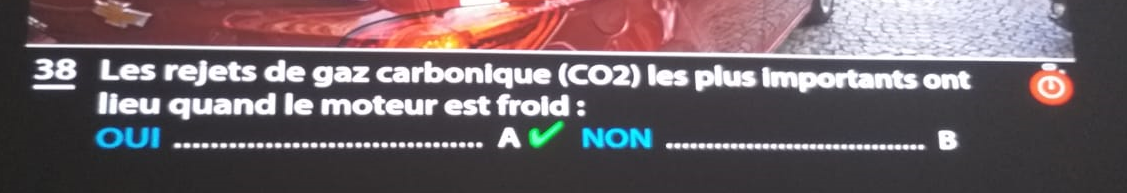 38 Les rejets de gaz carbonique (CO2) les plus importants ont
lieu quand le moteur est froid :
OUI ................................. A ✔ NON ................................. B